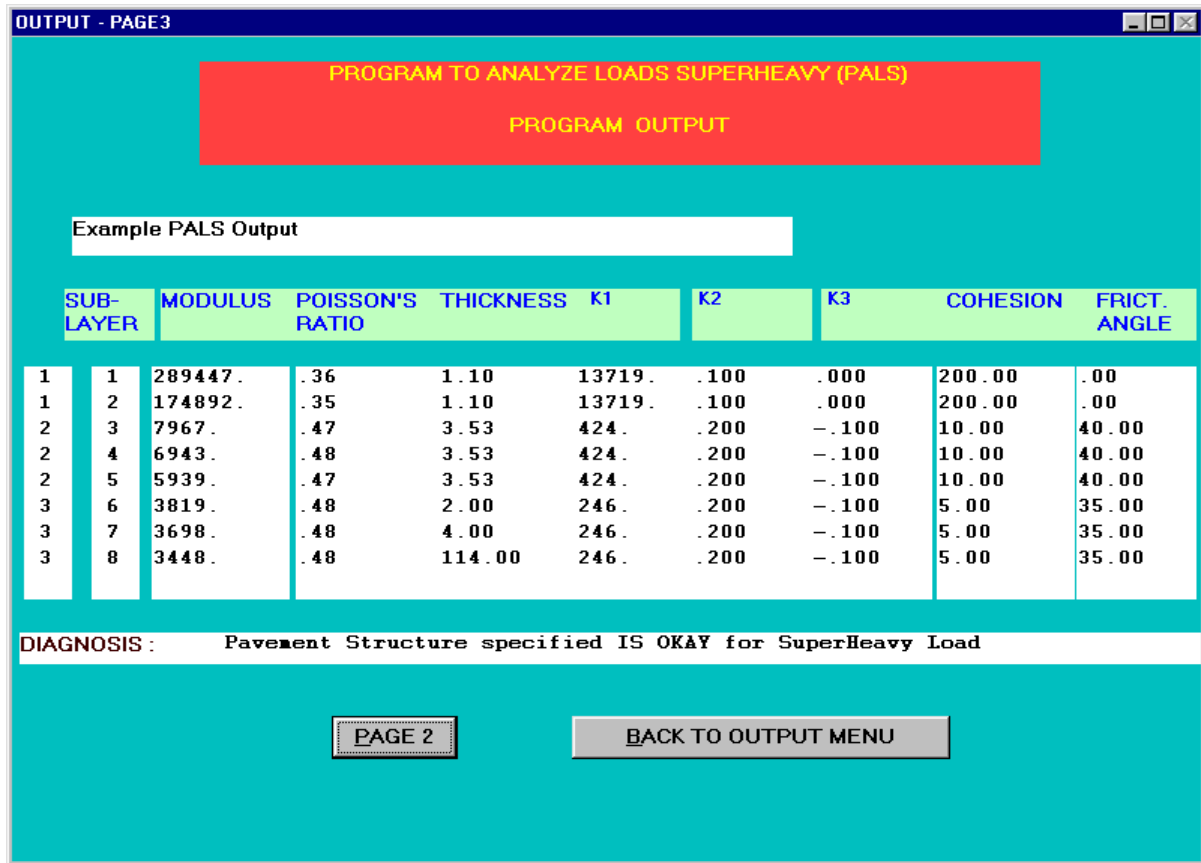 OUTPUT - PAGE3
PROGRAM TO ANALYZE LOADS SUPERHEAVY (PALS)
PROGRAM OUTPUT
Example PALS Output
SUB- MODULUS POISSON'S THICKNESS K1 K2 K3 COHESION FRICT.
LAYER RATIO ANGLE
1 1 289447. .36 1.10 13719. .100 .000 200.00 .00
1 2 174892. .35 1.10 13719. .100 .000 200.00 .00
2 3 7967. .47 3.53 424. .200 -.100 10.00 40.00
2 4 6943. .48 3.53 424. .200 -.100 10.00 40.00
2 5 5939. .47 3.53 424. .200 -.100 10.00 40.00
3 6 3819. .48 2.00 246. .200 -.100 5.00 35.00
3 7 3698. .48 4.00 246. .200 -.100 5.00 35.00
3 8 3448. .48 114.00 246. .200 -.100 5.00 35.00
DIAGNOSIS : Pavement Structure specified IS OKAY for SuperHeavy Load
PAGE 2 BACK TO OUTPUT MENU